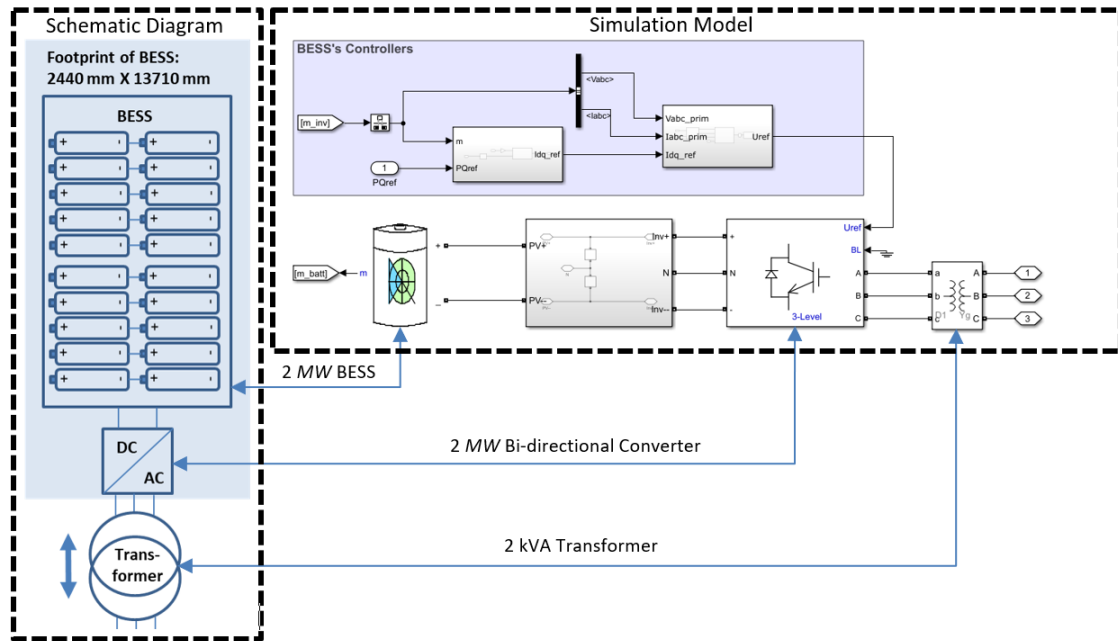 Schematic Diagram
Footprint of BESS:
2440 mm X 13710 mm
BESS
+ - + -
+ - + -
+ - + -
+ - + -
+ - + -
+ - + -
+ - + -
+ - + -
+ - + -
+ - + -
DC
AC
Trans-
former
Simulation Model
BESS's Controllers
[m_inv]
1
PQref
m
PQref
Idq_ref
<Vabc>
<Iabc>
Vabc_prim
Iabc_prim
Idq_ref
Uref
[m_batt]
m
+
_
PV+
PV--
Inv+
N
Inv--
+
N
-
Uref
BL
3-Level
A
B
C
a
b
c
D1
Yg
A
B
C
1
2
3
2 MW BESS
2 MW Bi-directional Converter
2 kVA Transformer